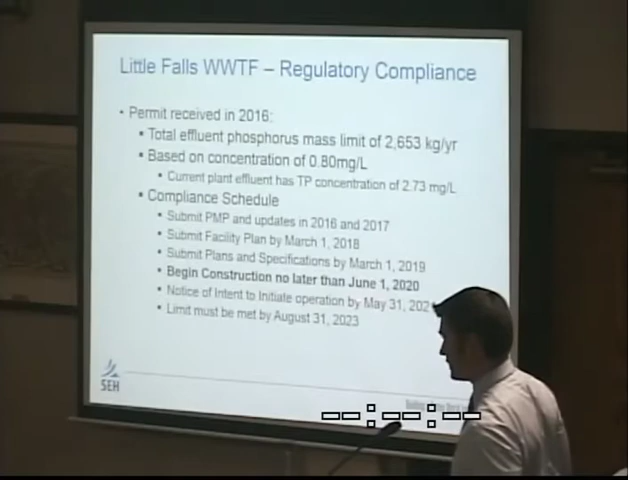 Little Falls WWTF – Regulatory Compliance
• Permit received in 2016:
• Total effluent phosphorus mass limit of 2,653 kg/yr
• Based on concentration of 0.80mg/L
• Current plant effluent has TP concentration of 2.73 mg/L
• Compliance Schedule
• Submit PMP and updates in 2016 and 2017
• Submit Facility Plan by March 1, 2018
• Submit Plans and Specifications by March 1, 2019
• Begin Construction no later than June 1, 2020
• Notice of Intent to Initiate operation by May 31,
• Limit must be met by August 31, 2023
SEH
--:--:--